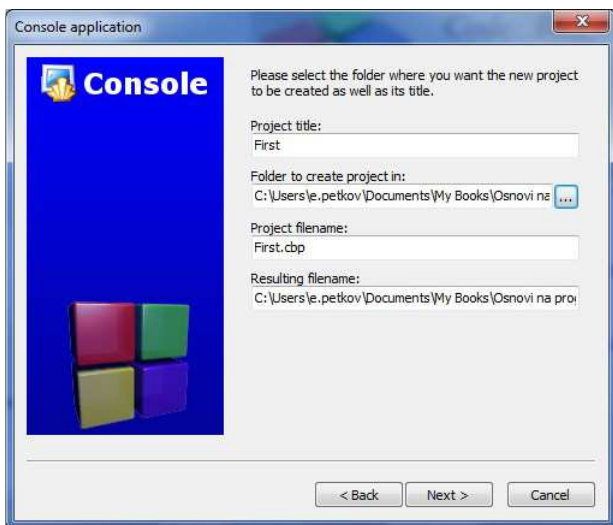 Console application
Console
Please select the folder where you want the new project
to be created as well as its title.
Project title:
First
Folder to create project in:
C:\Users\e.petkov\Documents\My Books\Osnovi na
...
Project filename:
First.cbp
Resulting filename:
C:\Users\e.petkov\Documents\My Books\Osnovi na prog
< Back
Next >
Cancel